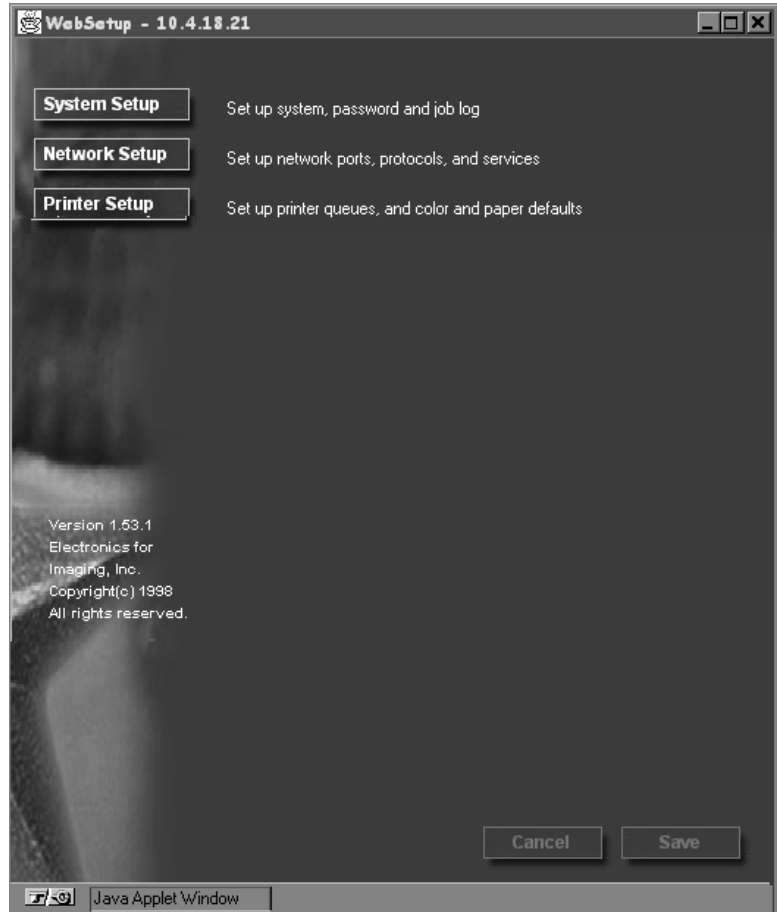 WebSetup - 10.4.18.21
System Setup
Set up system, password and job log
Network Setup
Set up network ports, protocols, and services
Printer Setup
Set up printer queues, and color and paper defaults
Version 1.53.1
Electronics for
Imaging, Inc.
Copyright(c) 1998
All rights reserved.
Cancel
Save
Java Applet Window